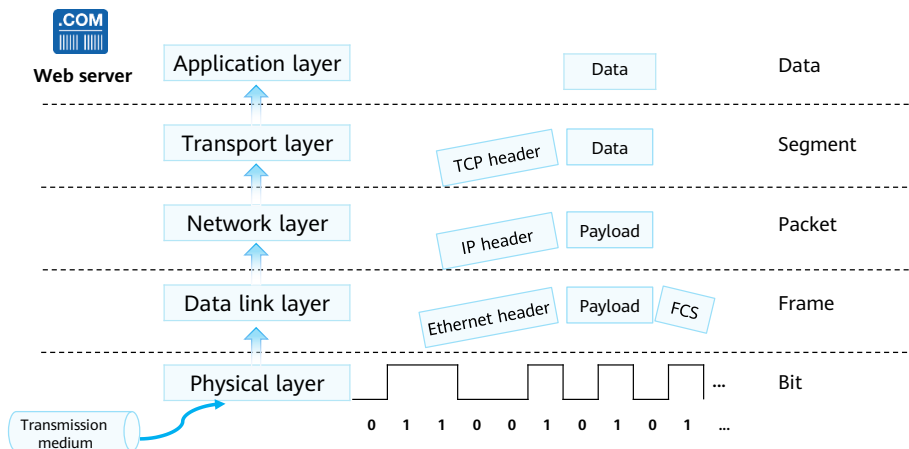 .COM
Web server
Application layer
Data
Data
Transport layer
TCP header
Data
Segment
Network layer
IP header
Payload
Packet
Data link layer
Ethernet header
Payload
FCS
Frame
Physical layer
...
Bit
0 1 1 0 0 1 0 1 0 1 ...
Transmission
medium